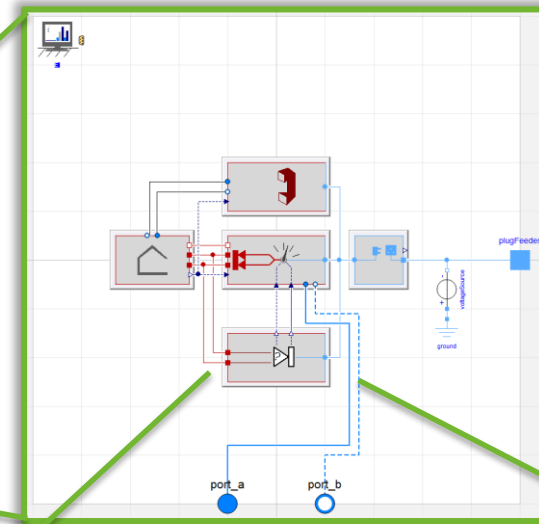 plugFeeder
voltageSource
-
+
ground
port_a
port_b